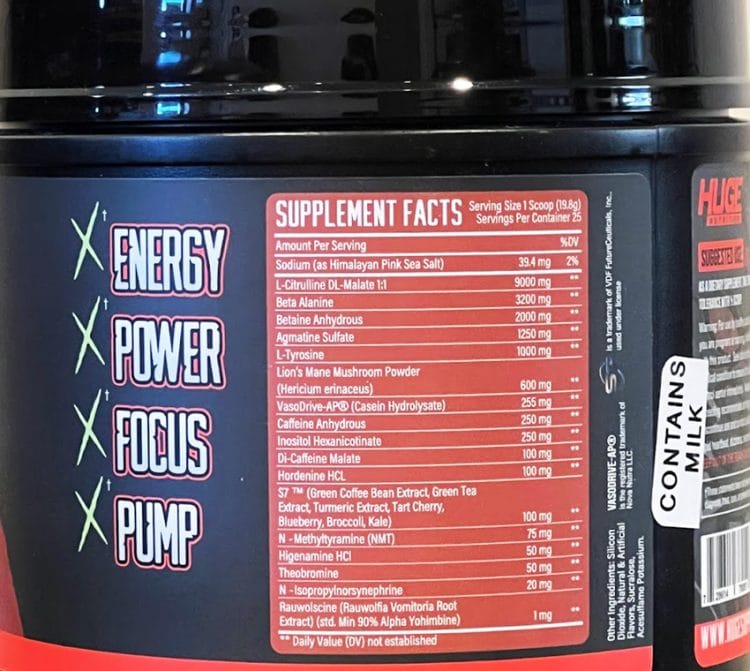 ENERGY
POWER
FOCUS
PUMP
SUPPLEMENT FACTS
Serving Size 1 Scoop (19.8g)
Servings Per Container 25
Amount Per Serving %DV
Sodium (as Himalayan Pink Sea Salt) 39.4 mg 2%
L-Citrulline DL-Malate 1:1 9000 mg **
Beta Alanine 3200 mg **
Betaine Anhydrous 2000 mg **
Agmatine Sulfate 1250 mg **
L-Tyrosine 1000 mg **
Lion's Mane Mushroom Powder
(Hericium erinaceus) 600 mg **
VasoDrive-AP® (Casein Hydrolysate) 255 mg **
Caffeine Anhydrous 250 mg **
Inositol Hexanicotinate 250 mg **
Di-Caffeine Malate 100 mg **
Hordenine HCL 100 mg **
S7 ™ (Green Coffee Bean Extract, Green Tea
Extract, Turmeric Extract, Tart Cherry,
Blueberry, Broccoli, Kale) 100 mg **
N - Methyltyramine (NMT) 75 mg **
Higenamine HCl 50 mg **
Theobromine 50 mg **
N - Isopropylnorsynephrine 20 mg **
Rauwolscine (Rauwolfia Vomitoria Root
Extract) (std. Min 90% Alpha Yohimbine) 1 mg **
** Daily Value (DV) not established
Other Ingredients: Silicon
Dioxide, Natural & Artificial
Flavors, Sucralose,
Acesulfame Potassium.
VASODRIVE-AP®
is the registered trademark of
Nova Nutra LLC.
S7
is a trademark of VDF FutureCeuticals, Inc.,
used under license
CONTAINS
MILK
HUGE
SUGGESTED USE